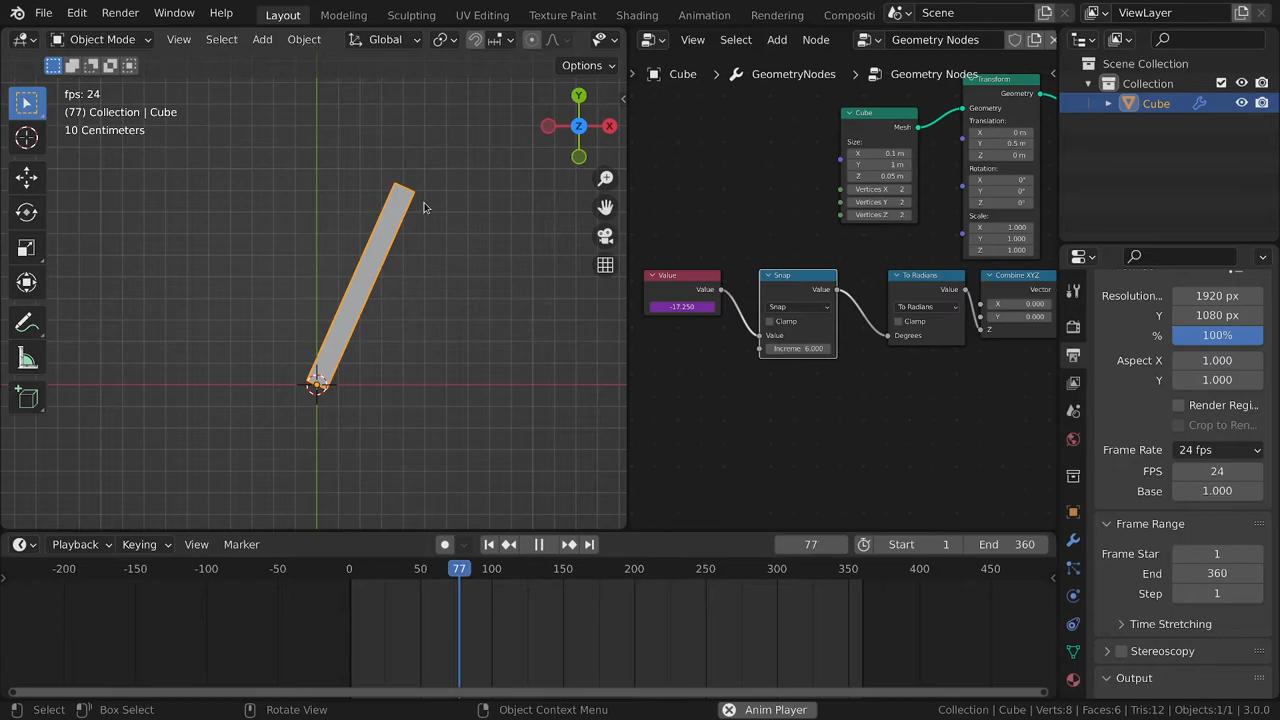 File Edit Render Window Help Layout Modeling Sculpting UV Editing Texture Paint Shading Animation Rendering Compositi Scene ViewLayer
Object Mode View Select Add Object Global
View Select Add Node Geometry Nodes
Options
Cube GeometryNodes Geometry Nodes
Scene Collection
Collection
Cube
fps: 24
(77) Collection | Cube
10 Centimeters
Y
Z
X
Cube
Mesh
Size:
X 0.1 m
Y 1 m
Z 0.05 m
Vertices X 2
Vertices Y 2
Vertices Z 2
Transform
Geometry
Geometry
Translation:
X 0 m
Y 0.5 m
Z 0 m
Rotation:
X 0°
Y 0°
Z 0°
Scale:
X 1.000
Y 1.000
Z 1.000
Value
Value
-17.250
Snap
Value
Snap
Clamp
Value
Increme 6.000
To Radians
Value
To Radians
Clamp
Degrees
Combine XYZ
Vector
X 0.000
Y 0.000
Z
Resolution... 1920 px
Y 1080 px
% 100%
Aspect X 1.000
Y 1.000
Render Regi...
Crop to Ren...
Frame Rate 24 fps
FPS 24
Base 1.000
Frame Range
Frame Star 1
End 360
Step 1
Time Stretching
Stereoscopy
Output
Playback Keying View Marker 77 Start 1 End 360
-200 -150 -100 -50 0 50 77 100 150 200 250 300 350 400 450
Select Box Select Rotate View Object Context Menu Anim Player Collection | Cube | Verts:8 | Faces:6 | Tris:12 | Objects:1/1 | 3.0.0